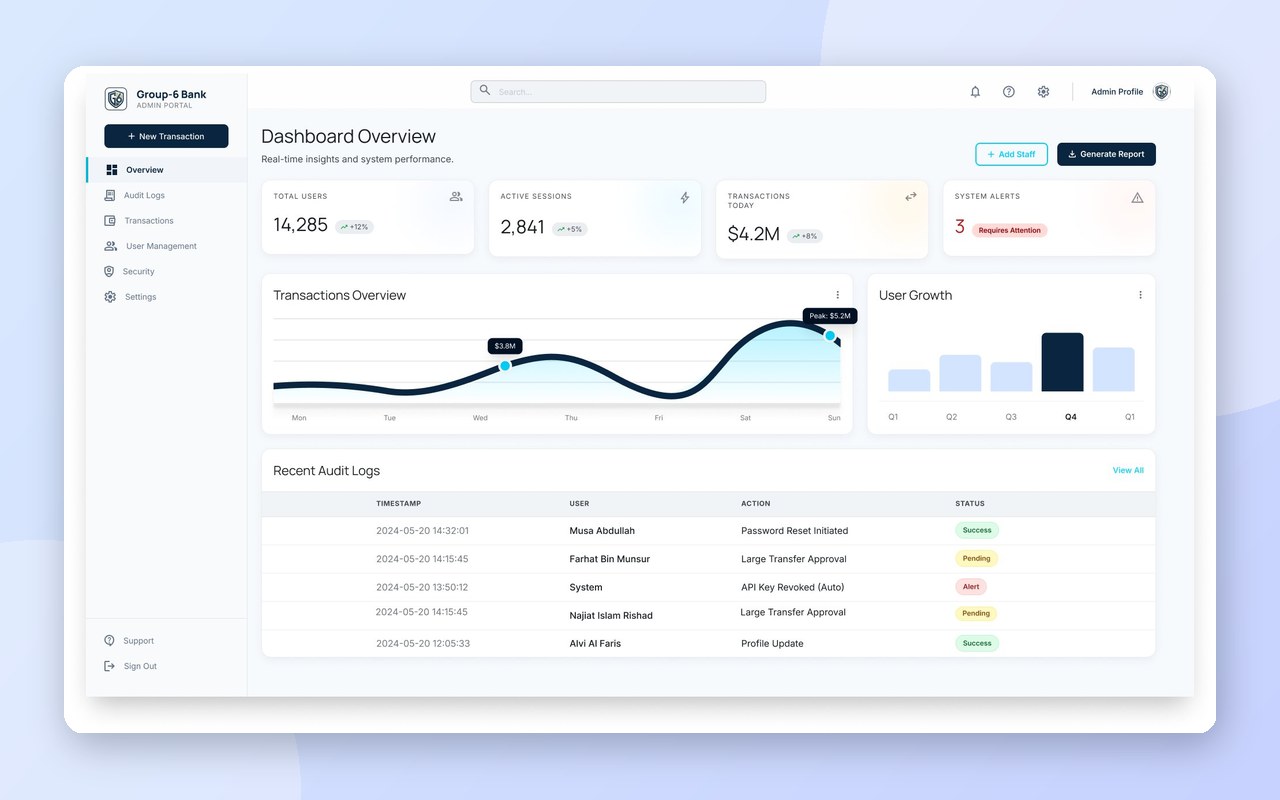 Group-6 Bank
ADMIN PORTAL
+ New Transaction
Overview
Audit Logs
Transactions
User Management
Security
Settings
Support
Sign Out
Search...
Admin Profile
Dashboard Overview
Real-time insights and system performance.
+ Add Staff
Generate Report
TOTAL USERS
14,285 +12%
ACTIVE SESSIONS
2,841 +5%
TRANSACTIONS
TODAY
$4.2M +8%
SYSTEM ALERTS
3 Requires Attention
Transactions Overview
Peak: $5.2M
$3.8M
Mon Tue Wed Thu Fri Sat Sun
User Growth
Q1 Q2 Q3 Q4 Q1
Recent Audit Logs
View All
TIMESTAMP USER ACTION STATUS
2024-05-20 14:32:01 Musa Abdullah Password Reset Initiated Success
2024-05-20 14:15:45 Farhat Bin Munsur Large Transfer Approval Pending
2024-05-20 13:50:12 System API Key Revoked (Auto) Alert
2024-05-20 14:15:45 Najiat Islam Rishad Large Transfer Approval Pending
2024-05-20 12:05:33 Alvi Al Faris Profile Update Success